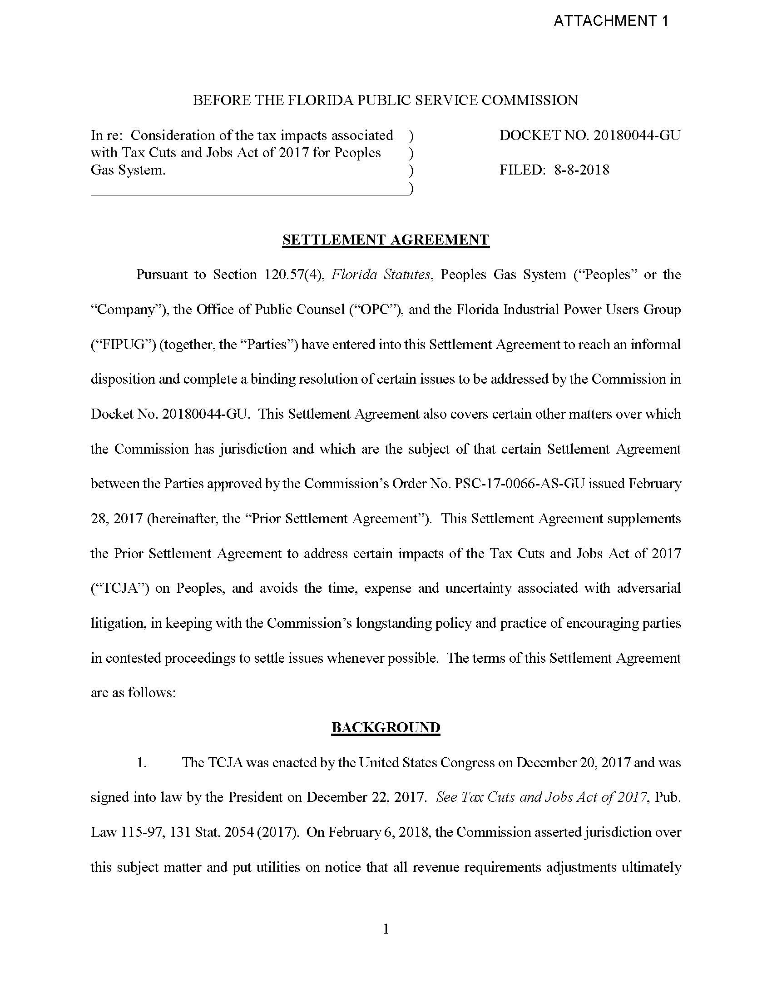 ATTACHMENT 1
BEFORE THE FLORIDA PUBLIC SERVICE COMMISSION
In re:  Consideration of the tax impacts associated ) DOCKET NO. 20180044-GU
with Tax Cuts and Jobs Act of 2017 for Peoples )
Gas System. ) FILED:  8-8-2018
)
SETTLEMENT AGREEMENT
Pursuant to Section 120.57(4), Florida Statutes, Peoples Gas System (“Peoples” or the
“Company”), the Office of Public Counsel (“OPC”), and the Florida Industrial Power Users Group
(“FIPUG”) (together, the “Parties”) have entered into this Settlement Agreement to reach an informal
disposition and complete a binding resolution of certain issues to be addressed by the Commission in
Docket No. 20180044-GU.  This Settlement Agreement also covers certain other matters over which
the Commission has jurisdiction and which are the subject of that certain Settlement Agreement
between the Parties approved by the Commission’s Order No. PSC-17-0066-AS-GU issued February
28, 2017 (hereinafter, the “Prior Settlement Agreement”).  This Settlement Agreement supplements
the Prior Settlement Agreement to address certain impacts of the Tax Cuts and Jobs Act of 2017
(“TCJA”) on Peoples, and avoids the time, expense and uncertainty associated with adversarial
litigation, in keeping with the Commission’s longstanding policy and practice of encouraging parties
in contested proceedings to settle issues whenever possible.  The terms of this Settlement Agreement
are as follows:
BACKGROUND
1. The TCJA was enacted by the United States Congress on December 20, 2017 and was
signed into law by the President on December 22, 2017.  See Tax Cuts and Jobs Act of 2017, Pub.
Law 115-97, 131 Stat. 2054 (2017).  On February 6, 2018, the Commission asserted jurisdiction over
this subject matter and put utilities on notice that all revenue requirements adjustments ultimately
1